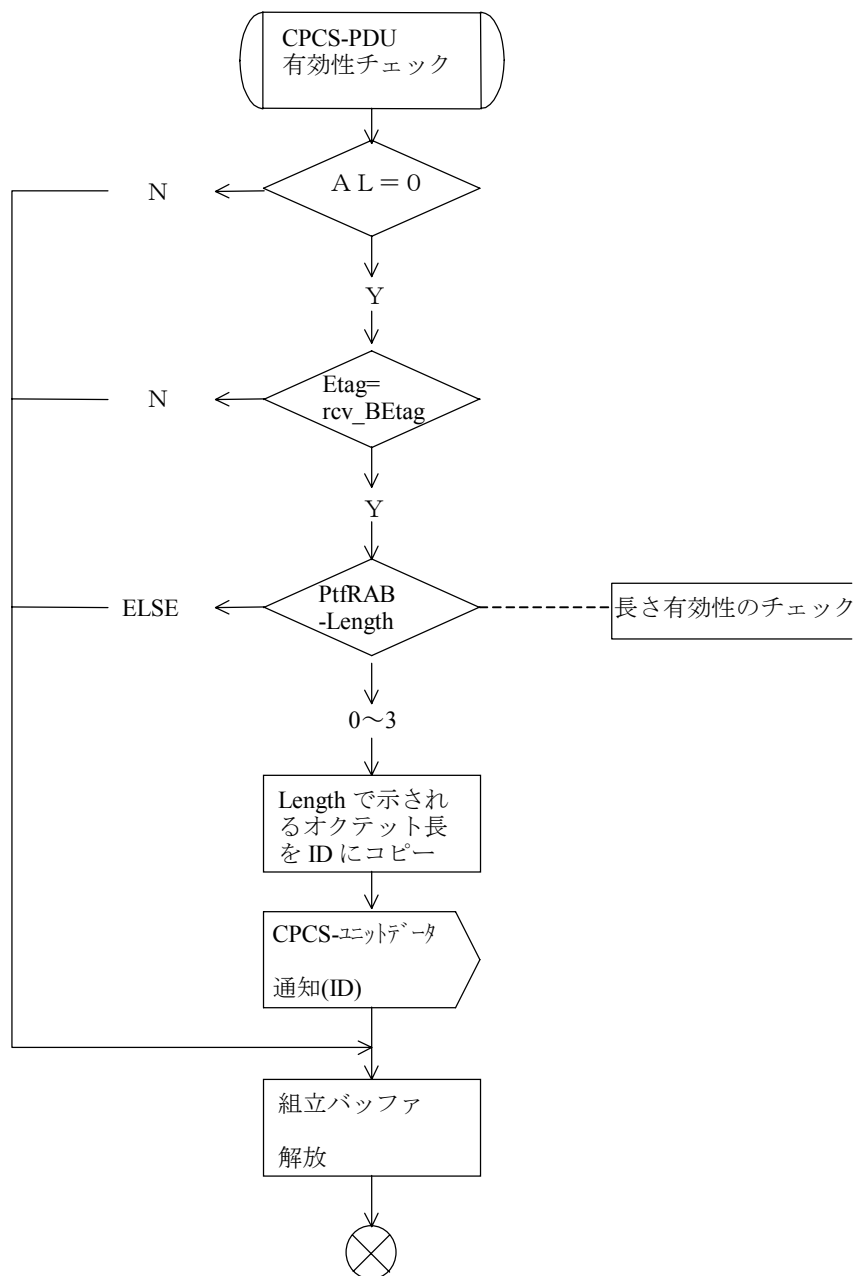 CPCS-PDU
有効性チェック
ＡＬ＝０
N
Y
Etag=
rcv_BEtag
N
Y
PtfRAB
-Length
ELSE
長さ有効性のチェック
0～3
Length で示され
るオクテット長
を ID にコピー
CPCS-ﾕﾆｯﾄﾃﾞｰﾀ
通知(ID)
組立バッファ
解放